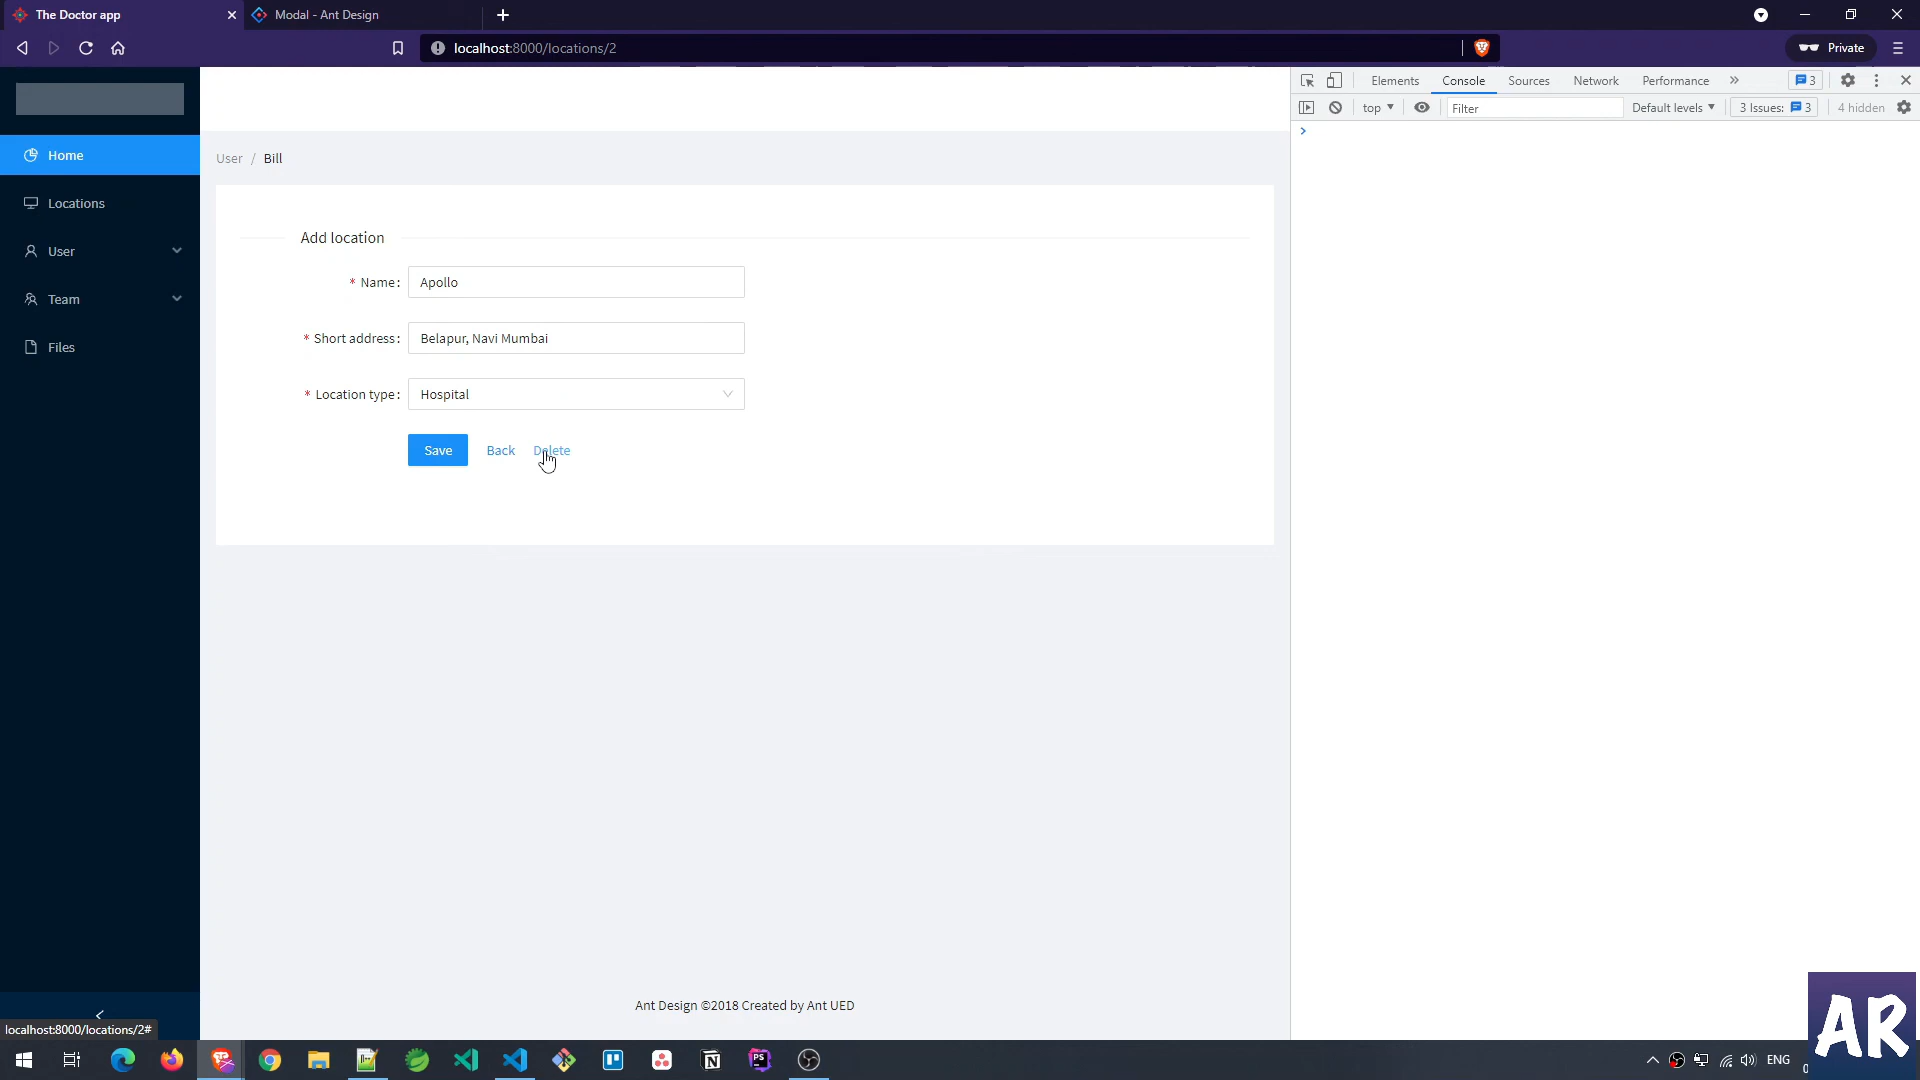 The Doctor app
Modal - Ant Design
localhost:8000/locations/2
Private
Home
Locations
User
Team
Files
User / Bill
Add location
* Name: Apollo
* Short address: Belapur, Navi Mumbai
* Location type: Hospital
Save Back Delete
Ant Design ©2018 Created by Ant UED
localhost:8000/locations/2#
Elements Console Sources Network Performance 3
top Filter Default levels 3 Issues: 3 4 hidden
ENG
AR